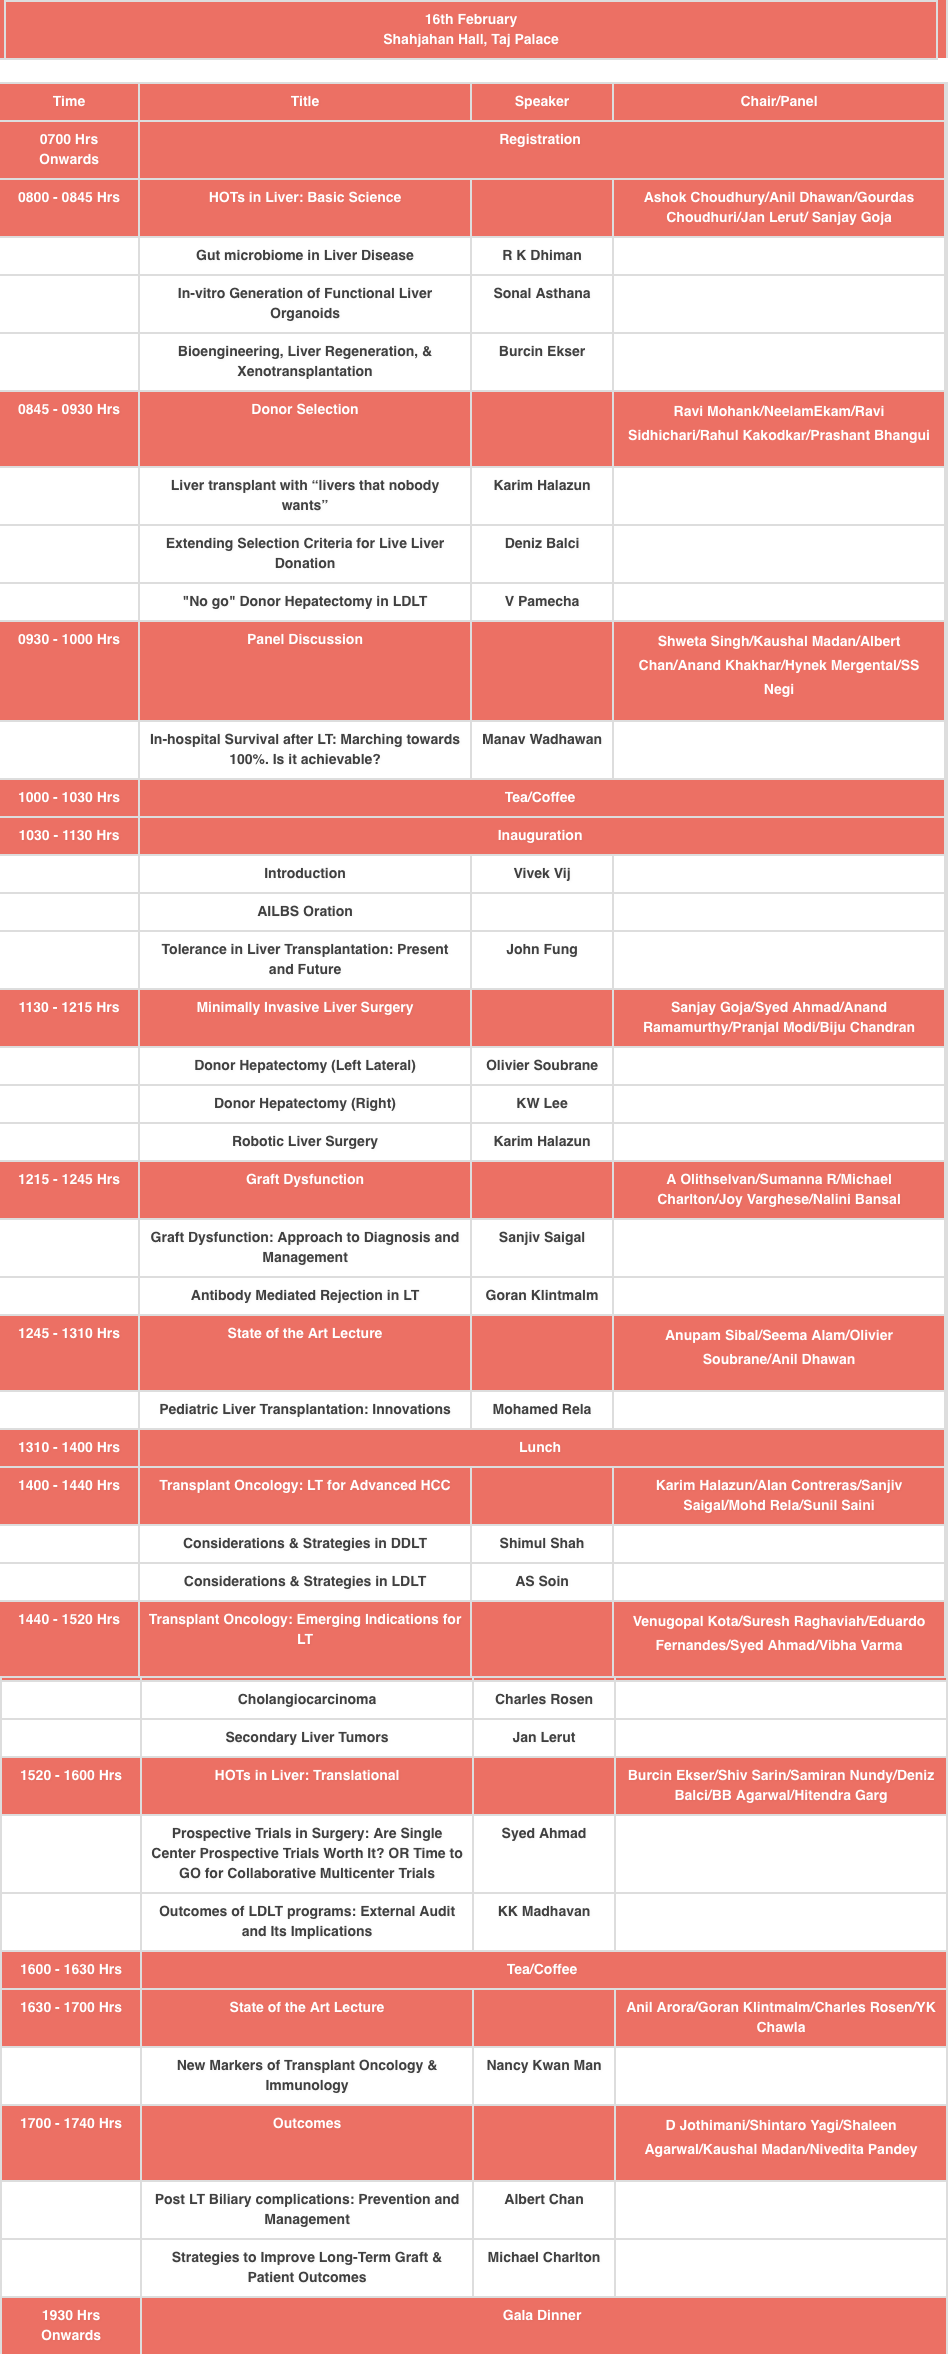 16th February
Shahjahan Hall, Taj Palace
Time Title Speaker Chair/Panel
0700 Hrs Registration
Onwards
0800 - 0845 Hrs HOTs in Liver: Basic Science Ashok Choudhury/Anil Dhawan/Gourdas
Choudhuri/Jan Lerut/ Sanjay Goja
Gut microbiome in Liver Disease R K Dhiman
In-vitro Generation of Functional Liver Sonal Asthana
Organoids
Bioengineering, Liver Regeneration, & Burcin Ekser
Xenotransplantation
0845 - 0930 Hrs Donor Selection Ravi Mohank/NeelamEkam/Ravi
Sidhichari/Rahul Kakodkar/Prashant Bhangui
Liver transplant with “livers that nobody Karim Halazun
wants”
Extending Selection Criteria for Live Liver Deniz Balci
Donation
"No go" Donor Hepatectomy in LDLT V Pamecha
0930 - 1000 Hrs Panel Discussion Shweta Singh/Kaushal Madan/Albert
Chan/Anand Khakhar/Hynek Mergental/SS
Negi
In-hospital Survival after LT: Marching towards Manav Wadhawan
100%. Is it achievable?
1000 - 1030 Hrs Tea/Coffee
1030 - 1130 Hrs Inauguration
Introduction Vivek Vij
AILBS Oration
Tolerance in Liver Transplantation: Present John Fung
and Future
1130 - 1215 Hrs Minimally Invasive Liver Surgery Sanjay Goja/Syed Ahmad/Anand
Ramamurthy/Pranjal Modi/Biju Chandran
Donor Hepatectomy (Left Lateral) Olivier Soubrane
Donor Hepatectomy (Right) KW Lee
Robotic Liver Surgery Karim Halazun
1215 - 1245 Hrs Graft Dysfunction A Olithselvan/Sumanna R/Michael
Charlton/Joy Varghese/Nalini Bansal
Graft Dysfunction: Approach to Diagnosis and Sanjiv Saigal
Management
Antibody Mediated Rejection in LT Goran Klintmalm
1245 - 1310 Hrs State of the Art Lecture Anupam Sibal/Seema Alam/Olivier
Soubrane/Anil Dhawan
Pediatric Liver Transplantation: Innovations Mohamed Rela
1310 - 1400 Hrs Lunch
1400 - 1440 Hrs Transplant Oncology: LT for Advanced HCC Karim Halazun/Alan Contreras/Sanjiv
Saigal/Mohd Rela/Sunil Saini
Considerations & Strategies in DDLT Shimul Shah
Considerations & Strategies in LDLT AS Soin
1440 - 1520 Hrs Transplant Oncology: Emerging Indications for Venugopal Kota/Suresh Raghaviah/Eduardo
LT Fernandes/Syed Ahmad/Vibha Varma
Cholangiocarcinoma Charles Rosen
Secondary Liver Tumors Jan Lerut
1520 - 1600 Hrs HOTs in Liver: Translational Burcin Ekser/Shiv Sarin/Samiran Nundy/Deniz
Balci/BB Agarwal/Hitendra Garg
Prospective Trials in Surgery: Are Single Syed Ahmad
Center Prospective Trials Worth It? OR Time to
GO for Collaborative Multicenter Trials
Outcomes of LDLT programs: External Audit KK Madhavan
and Its Implications
1600 - 1630 Hrs Tea/Coffee
1630 - 1700 Hrs State of the Art Lecture Anil Arora/Goran Klintmalm/Charles Rosen/YK
Chawla
New Markers of Transplant Oncology & Nancy Kwan Man
Immunology
1700 - 1740 Hrs Outcomes D Jothimani/Shintaro Yagi/Shaleen
Agarwal/Kaushal Madan/Nivedita Pandey
Post LT Biliary complications: Prevention and Albert Chan
Management
Strategies to Improve Long-Term Graft & Michael Charlton
Patient Outcomes
1930 Hrs Gala Dinner
Onwards